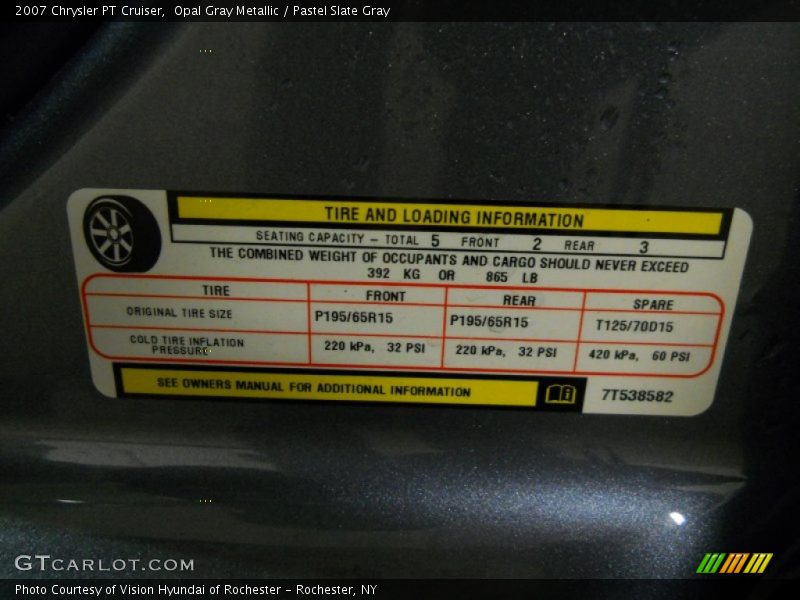 2007 Chrysler PT Cruiser,  Opal Gray Metallic / Pastel Slate Gray
TIRE AND LOADING INFORMATION
SEATING CAPACITY – TOTAL 5 FRONT 2 REAR 3
THE COMBINED WEIGHT OF OCCUPANTS AND CARGO SHOULD NEVER EXCEED
392 KG OR 865 LB
TIRE FRONT REAR SPARE
ORIGINAL TIRE SIZE P195/65R15 P195/65R15 T125/70D15
COLD TIRE INFLATION PRESSURE 220 kPa, 32 PSI 220 kPa, 32 PSI 420 kPa, 60 PSI
SEE OWNERS MANUAL FOR ADDITIONAL INFORMATION
7T538582
GTCARLOT.COM
Photo Courtesy of Vision Hyundai of Rochester – Rochester, NY